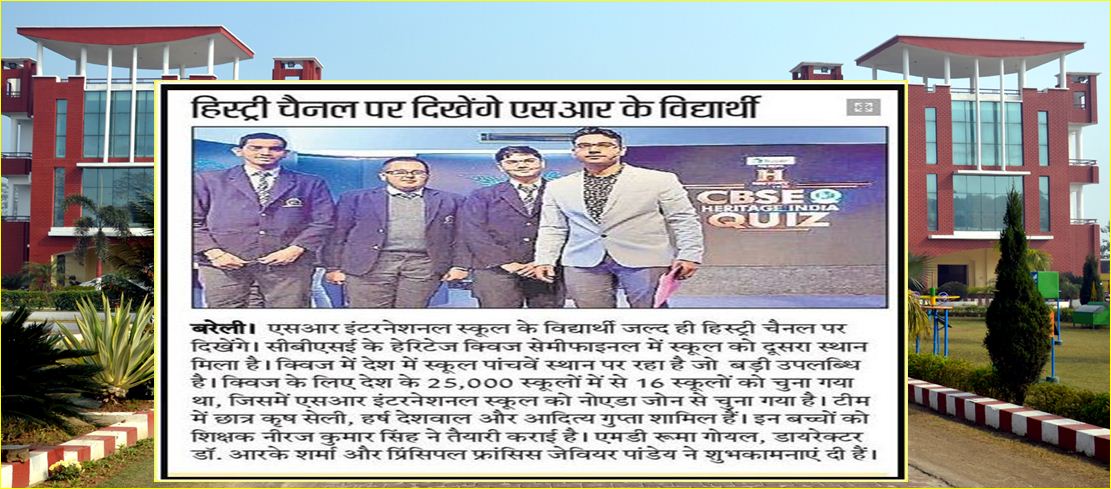 हिस्ट्री चैनल पर दिखेंगे एसआर के विद्यार्थी
CBSE
HERITAGE INDIA
QUIZ
बरेली। एसआर इंटरनेशनल स्कूल के विद्यार्थी जल्द ही हिस्ट्री चैनल पर
दिखेंगे। सीबीएसई के हेरिटेज क्विज सेमीफाइनल में स्कूल को दूसरा स्थान
मिला है। क्विज में देश में स्कूल पांचवें स्थान पर रहा है जो बड़ी उपलब्धि
है। क्विज के लिए देश के 25,000 स्कूलों में से 16 स्कूलों को चुना गया
था, जिसमें एसआर इंटरनेशनल स्कूल को नोएडा जोन से चुना गया है। टीम
में छात्र कृष सेली, हर्ष देशवाल और आदित्य गुप्ता शामिल हैं। इन बच्चों को
शिक्षक नीरज कुमार सिंह ने तैयारी कराई है। एमडी रूमा गोयल, डायरेक्टर
डॉ. आरके शर्मा और प्रिंसिपल फ्रांसिस जेवियर पांडेय ने शुभकामनाएं दी हैं।